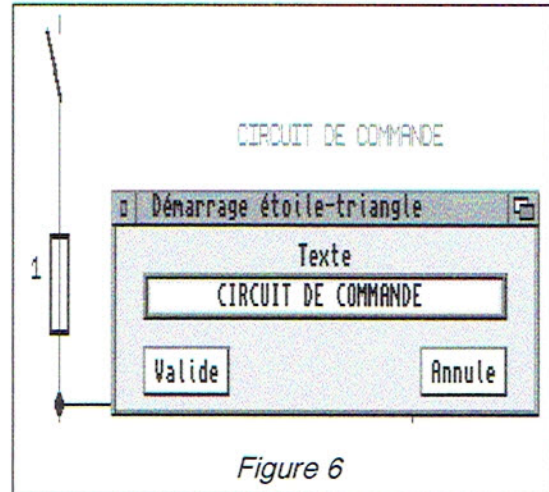 CIRCUIT DE COMMANDE
Démarrage étoile-triangle
Texte
CIRCUIT DE COMMANDE
1
Valide
Annule
Figure 6